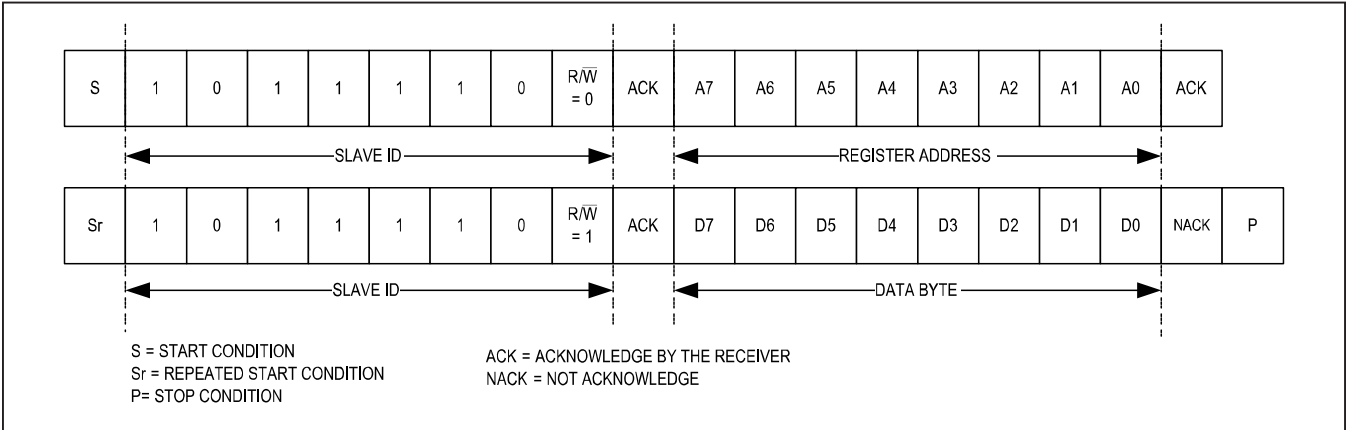 S 1 0 1 1 1 1 0 R/W̅ = 0 ACK A7 A6 A5 A4 A3 A2 A1 A0 ACK
SLAVE ID REGISTER ADDRESS
Sr 1 0 1 1 1 1 0 R/W̅ = 1 ACK D7 D6 D5 D4 D3 D2 D1 D0 NACK P
SLAVE ID DATA BYTE
S = START CONDITION
Sr = REPEATED START CONDITION
P= STOP CONDITION
ACK = ACKNOWLEDGE BY THE RECEIVER
NACK = NOT ACKNOWLEDGE